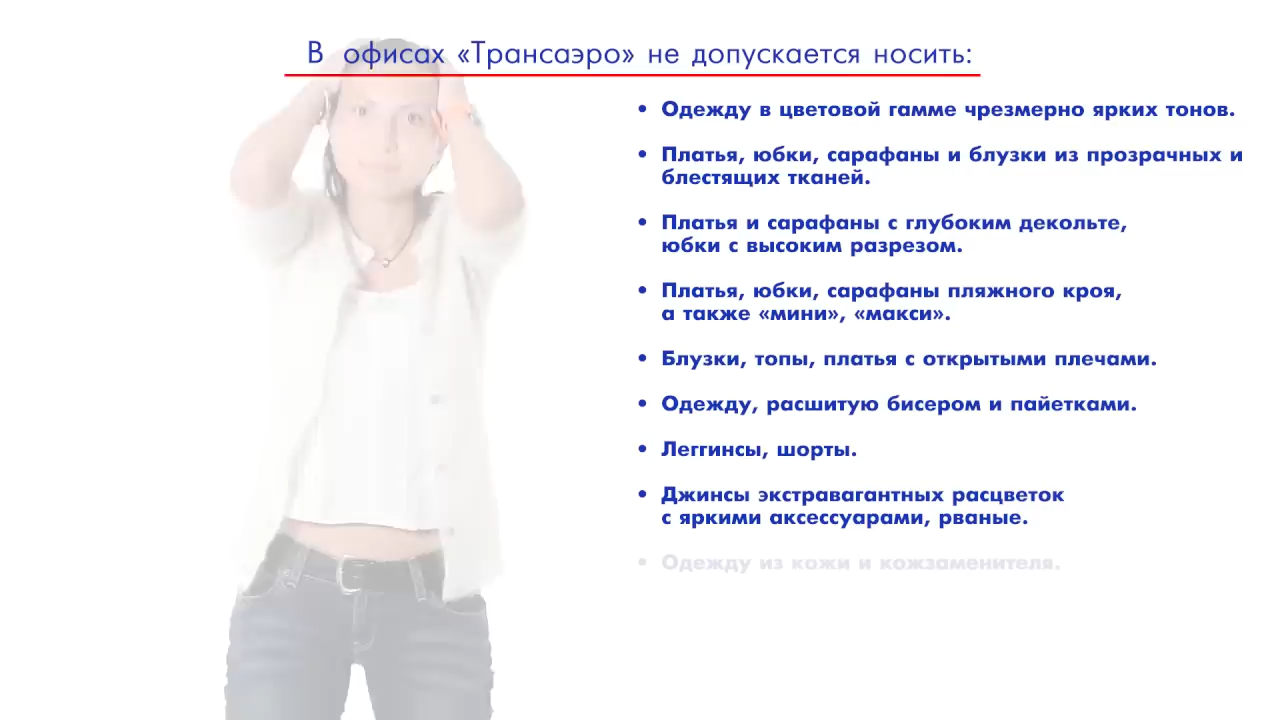 В офисах «Трансаэро» не допускается носить:
• Одежду в цветовой гамме чрезмерно ярких тонов.
• Платья, юбки, сарафаны и блузки из прозрачных и
блестящих тканей.
• Платья и сарафаны с глубоким декольте,
юбки с высоким разрезом.
• Платья, юбки, сарафаны пляжного кроя,
а также «мини», «макси».
• Блузки, топы, платья с открытыми плечами.
• Одежду, расшитую бисером и пайетками.
• Леггинсы, шорты.
• Джинсы экстравагантных расцветок
с яркими аксессуарами, рваные.
• Одежду из кожи и кожзаменителя.